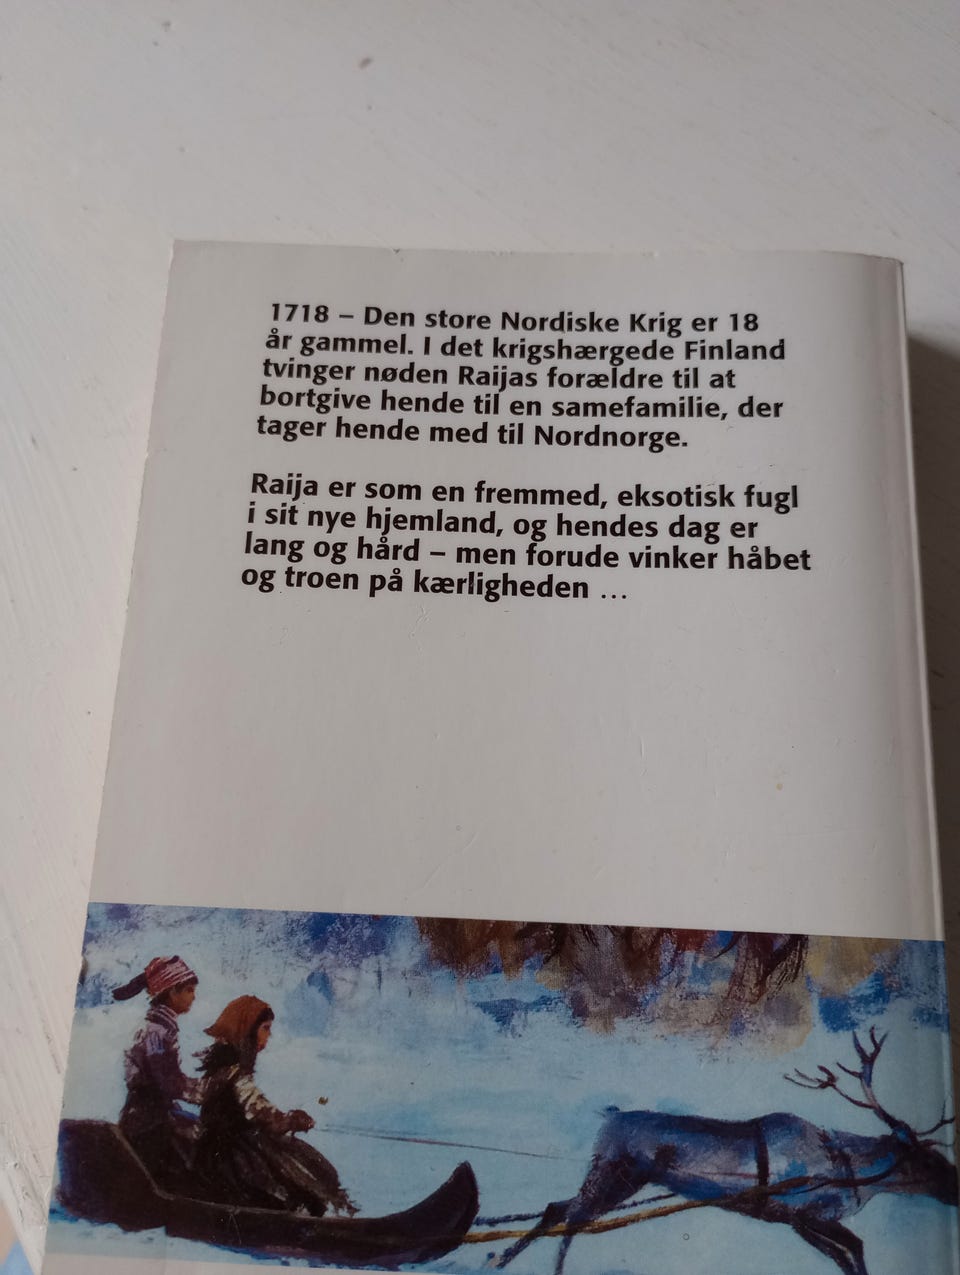 1718 – Den store Nordiske Krig er 18
år gammel. I det krigshærgede Finland
tvinger nøden Raijas forældre til at
bortgive hende til en samefamilie, der
tager hende med til Nordnorge.
Raija er som en fremmed, eksotisk fugl
i sit nye hjemland, og hendes dag er
lang og hård – men forude vinker håbet
og troen på kærligheden ...